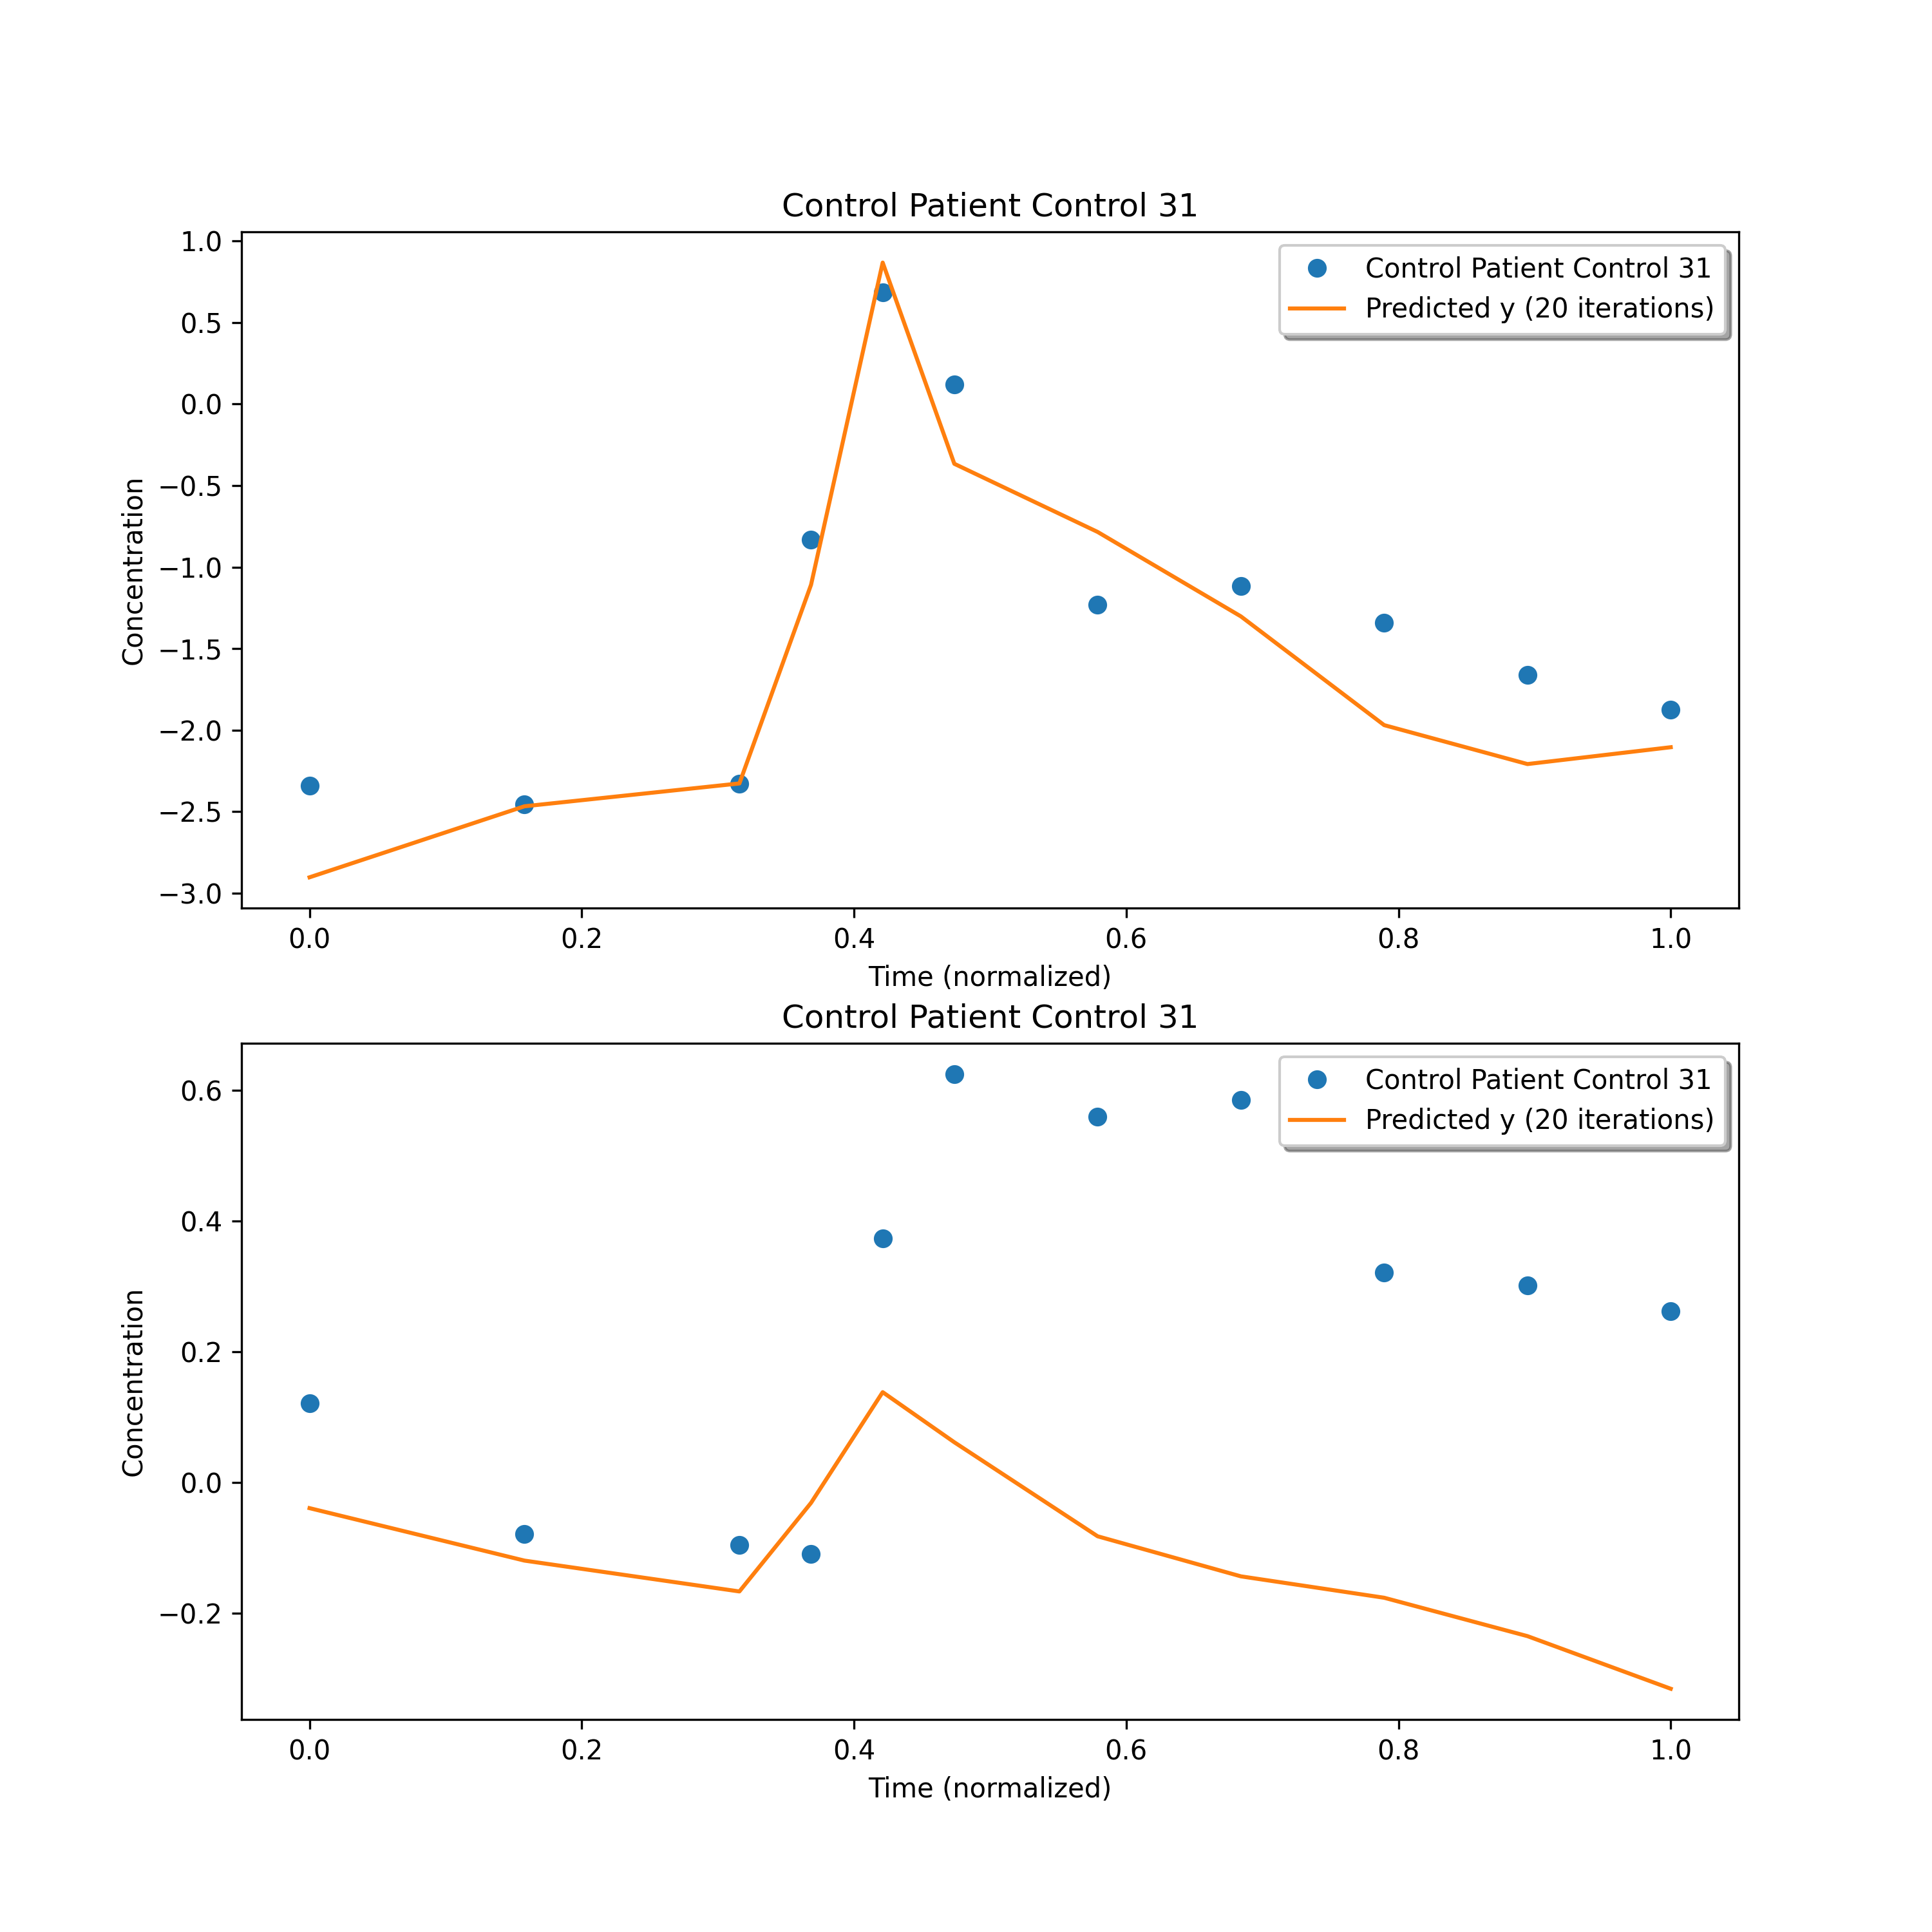 Control Patient Control 31
1.0
0.5
0.0
−0.5
−1.0
−1.5
−2.0
−2.5
−3.0
Concentration
Control Patient Control 31
Predicted y (20 iterations)
0.0 0.2 0.4 0.6 0.8 1.0
Time (normalized)
Control Patient Control 31
0.6
0.4
0.2
0.0
−0.2
Concentration
Control Patient Control 31
Predicted y (20 iterations)
0.0 0.2 0.4 0.6 0.8 1.0
Time (normalized)